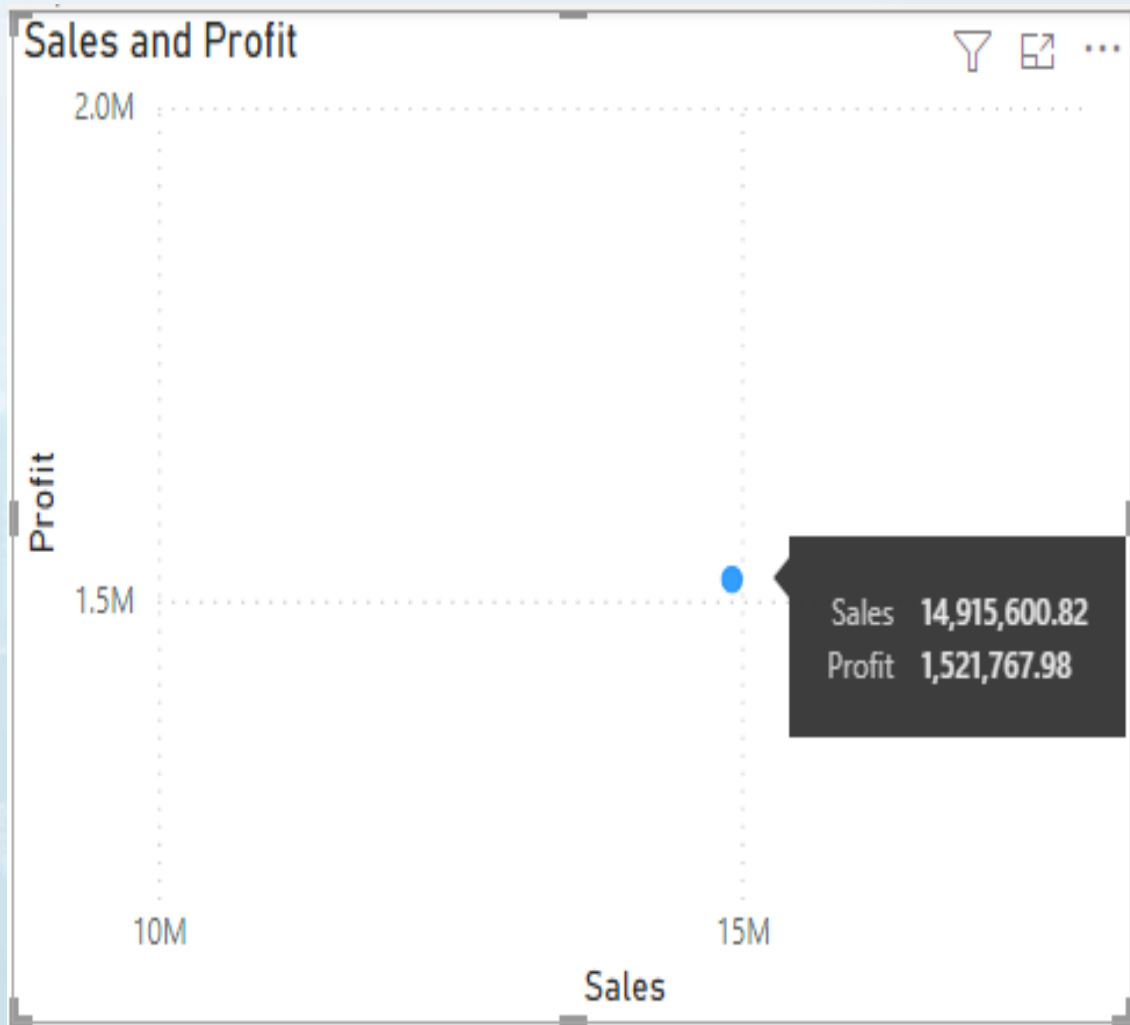 Sales and Profit
2.0M
Profit
1.5M
Sales 14,915,600.82
Profit 1,521,767.98
10M 15M
Sales